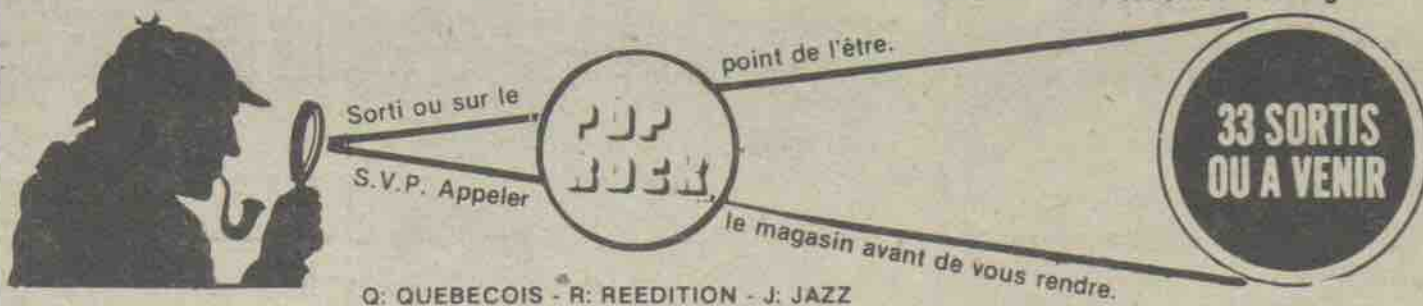 Sorti ou sur le
point de l'être.
S.V.P. Appeler
le magasin avant de vous rendre.
POP
ROCK
33 SORTIS
OU A VENIR
Q: QUEBECOIS - R: REEDITION - J: JAZZ